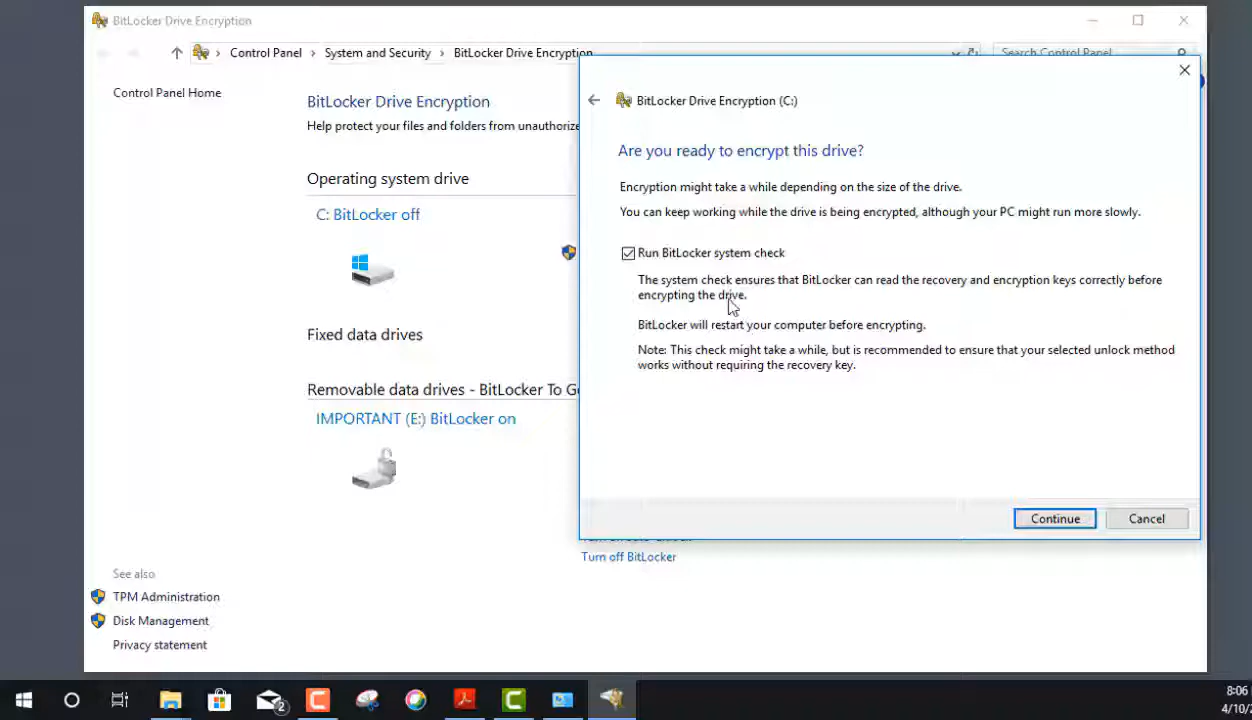 BitLocker Drive Encryption
Control Panel > System and Security > BitLocker Drive Encryption
Search Control Panel
Control Panel Home
BitLocker Drive Encryption
Help protect your files and folders from unauthorize
Operating system drive
C: BitLocker off
Fixed data drives
Removable data drives - BitLocker To G
IMPORTANT (E:) BitLocker on
Turn off BitLocker
See also
TPM Administration
Disk Management
Privacy statement
BitLocker Drive Encryption (C:)
Are you ready to encrypt this drive?
Encryption might take a while depending on the size of the drive.
You can keep working while the drive is being encrypted, although your PC might run more slowly.
Run BitLocker system check
The system check ensures that BitLocker can read the recovery and encryption keys correctly before
encrypting the drive.
BitLocker will restart your computer before encrypting.
Note: This check might take a while, but is recommended to ensure that your selected unlock method
works without requiring the recovery key.
Continue
Cancel
2
8:06
4/10/2